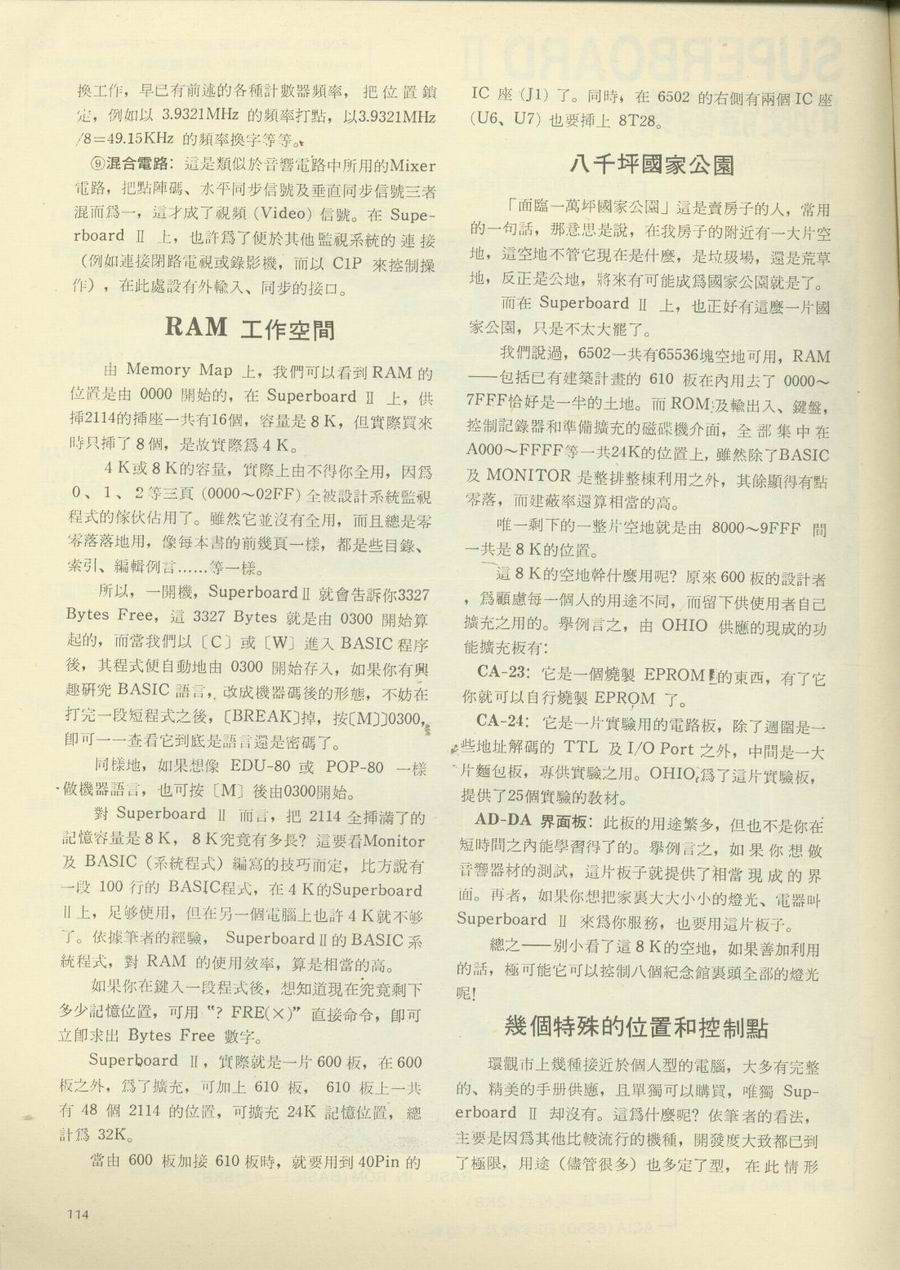 換工作，早已有前述的各種計數器頻率，把位置鎖
定，例如以 3.9321MHz 的頻率打點，以3.9321MHz
/8=49.15KHz 的頻率換字等等。
⑨混合電路：這是類似於音響電路中所用的Mixer
電路，把點陣碼、水平同步信號及垂直同步信號三者
混而爲一，這才成了視頻 (Video) 信號。在 Supe-
rboard Ⅱ 上，也許爲了便於其他監視系統的連接
（例如連接閉路電視或錄影機，而以 C1P 來控制操
作），在此處設有外輸入、同步的接口。
RAM 工作空間
由 Memory Map 上，我們可以看到 RAM 的
位置是由 0000 開始的，在 Superboard Ⅱ 上，供
揷2114的揷座一共有16個，容量是 8 K，但實際買來
時只揷了 8 個，是故實際爲 4 K。
4 K或 8 K的容量，實際上由不得你全用，因爲
0 、 1 、 2 等三頁 (0000～02FF) 全被設計系統監視
程式的傢伙佔用了。雖然它並沒有全用，而且總是零
零落落地用，像每本書的前幾頁一樣，都是些目錄、
索引、編輯例言……等一樣。
所以，一開機，Superboard Ⅱ 就會告訴你3327
Bytes Free，這 3327 Bytes 就是由 0300 開始算
起的，而當我們以〔C〕或〔W〕進入 BASIC 程序
後，其程式便自動地由 0300 開始存入，如果你有興
趣研究 BASIC 語言，改成機器碼後的形態，不妨在
打完一段短程式之後，〔BREAK〕掉，按〔M〕〕0300，
卽可一一查看它到底是語言還是密碼了。
同樣地，如果想像 EDU-80 或 POP-80 一樣
做機器語言，也可按〔M〕後由0300開始。
對 Superboard Ⅱ 而言，把 2114 全揷滿了的
記憶容量是 8 K， 8 K究竟有多長？這要看Monitor
及 BASIC（系統程式）編寫的技巧而定，比方說有
一段 100 行的 BASIC程式，在 4 K的Superboard
Ⅱ上，足够使用，但在另一個電腦上也許 4 K就不够
了。依據筆者的經驗， Superboard Ⅱ 的 BASIC 系
統程式，對 RAM 的使用效率，算是相當的高。
如果你在鍵入一段程式後，想知道現在究竟剩下
多少記憶位置，可用 “? FRE(×)” 直接命令，卽可
立卽求出 Bytes Free 數字。
Superboard Ⅱ，實際就是一片 600 板，在 600
板之外，爲了擴充，可加上 610 板， 610 板上一共
有 48 個 2114 的位置，可擴充 24K 記憶位置，總
計爲 32K。
當由 600 板加接 610 板時，就要用到 40Pin 的
IC 座 (J1) 了。同時，在 6502 的右側有兩個 IC 座
(U6、U7) 也要揷上 8T28。
八千坪國家公園
「面臨一萬坪國家公園」這是賣房子的人，常用
的一句話，那意思是說，在我房子的附近有一大片空
地，這空地不管它現在是什麼，是垃圾場，還是荒草
地，反正是公地，將來有可能成爲國家公園就是了。
而在 Superboard Ⅱ 上，也正好有這麼一片國
家公園，只是不太大罷了。
我們說過，6502一共有65536塊空地可用，RAM
——包括已有建築計畫的 610 板在內用去了 0000～
7FFF恰好是一半的土地。而 ROM 及輸出入、鍵盤，
控制記錄器和準備擴充的磁碟機介面，全部集中在
A000～FFFF等一共24K的位置上，雖然除了BASIC
及 MONITOR 是整排整棟利用之外，其餘顯得有點
零落，而建蔽率還算相當的高。
唯一剩下的一整片空地就是由 8000～9FFF 間
一共是 8 K的位置。
這 8 K的空地幹什麼用呢？原來 600 板的設計者
，爲顧慮每一個人的用途不同，而留下供使用者自己
擴充之用的。舉例言之，由 OHIO 供應的現成的功
能擴充板有：
CA-23：它是一個燒製 EPROM 的東西，有了它
你就可以自行燒製 EPROM 了。
CA-24：它是一片實驗用的電路板，除了週圍是一
些地址解碼的 TTL 及 I/O Port 之外，中間是一大
片麵包板，專供實驗之用。OHIO 爲了這片實驗板，
提供了25個實驗的敎材。
AD-DA 界面板：此板的用途繁多，但也不是你在
短時間之內能學習得了的。舉例言之，如果你想做
音響器材的測試，這片板子就提供了相當現成的界
面。再者，如果你想把家裏大大小小的燈光、電器叫
Superboard Ⅱ 來爲你服務，也要用這片板子。
總之——別小看了這 8 K的空地，如果善加利用
的話，極可能它可以控制八個紀念館裏頭全部的燈光
呢！
幾個特殊的位置和控制點
環觀市上幾種接近於個人型的電腦，大多有完整
的、精美的手册供應，且單獨可以購買，唯獨 Sup-
erboard Ⅱ 却沒有。這爲什麼呢？依筆者的看法，
主要是因爲其他比較流行的機種，開發度大致都已到
了極限，用途（儘管很多）也多定了型，在此情形
114